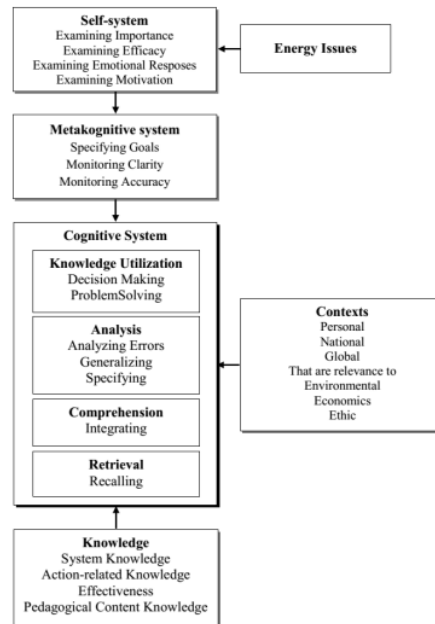 Self-system
Examining Importance
Examining Efficacy
Examining Emotional Resposes
Examining Motivation
Energy Issues
Metakognitive system
Specifying Goals
Monitoring Clarity
Monitoring Accuracy
Cognitive System
Knowledge Utilization
Decision Making
ProblemSolving
Analysis
Analyzing Errors
Generalizing
Specifying
Comprehension
Integrating
Retrieval
Recalling
Contexts
Personal
National
Global
That are relevance to
Environmental
Economics
Ethic
Knowledge
System Knowledge
Action-related Knowledge
Effectiveness
Pedagogical Content Knowledge